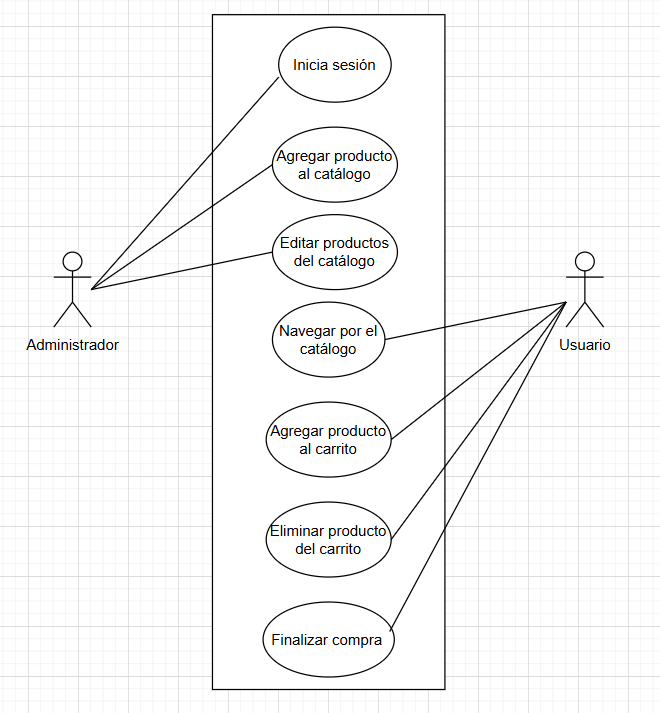 Inicia sesión
Agregar producto
al catálogo
Editar productos
del catálogo
Navegar por el
catálogo
Administrador
Usuario
Agregar producto
al carrito
Eliminar producto
del carrito
Finalizar compra